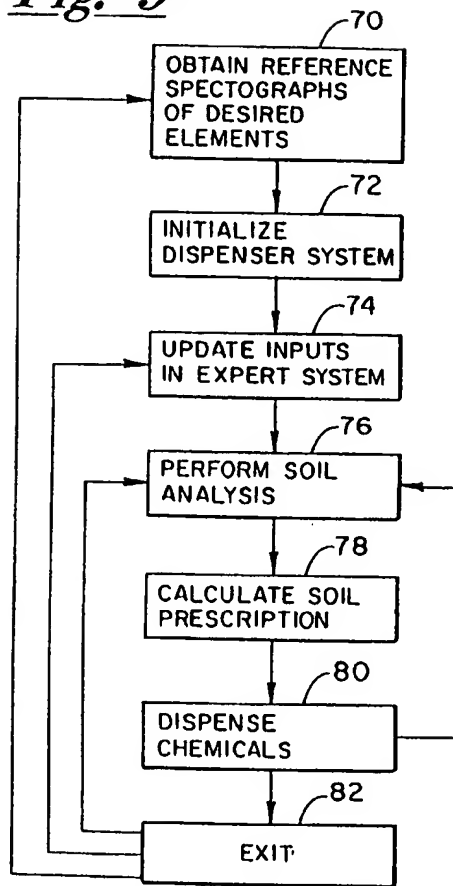 Fig. 9
70
OBTAIN REFERENCE
SPECTOGRAPHS
OF DESIRED
ELEMENTS
72
INITIALIZE
DISPENSER SYSTEM
74
UPDATE INPUTS
IN EXPERT SYSTEM
76
PERFORM SOIL
ANALYSIS
78
CALCULATE SOIL
PRESCRIPTION
80
DISPENSE
CHEMICALS
82
EXIT